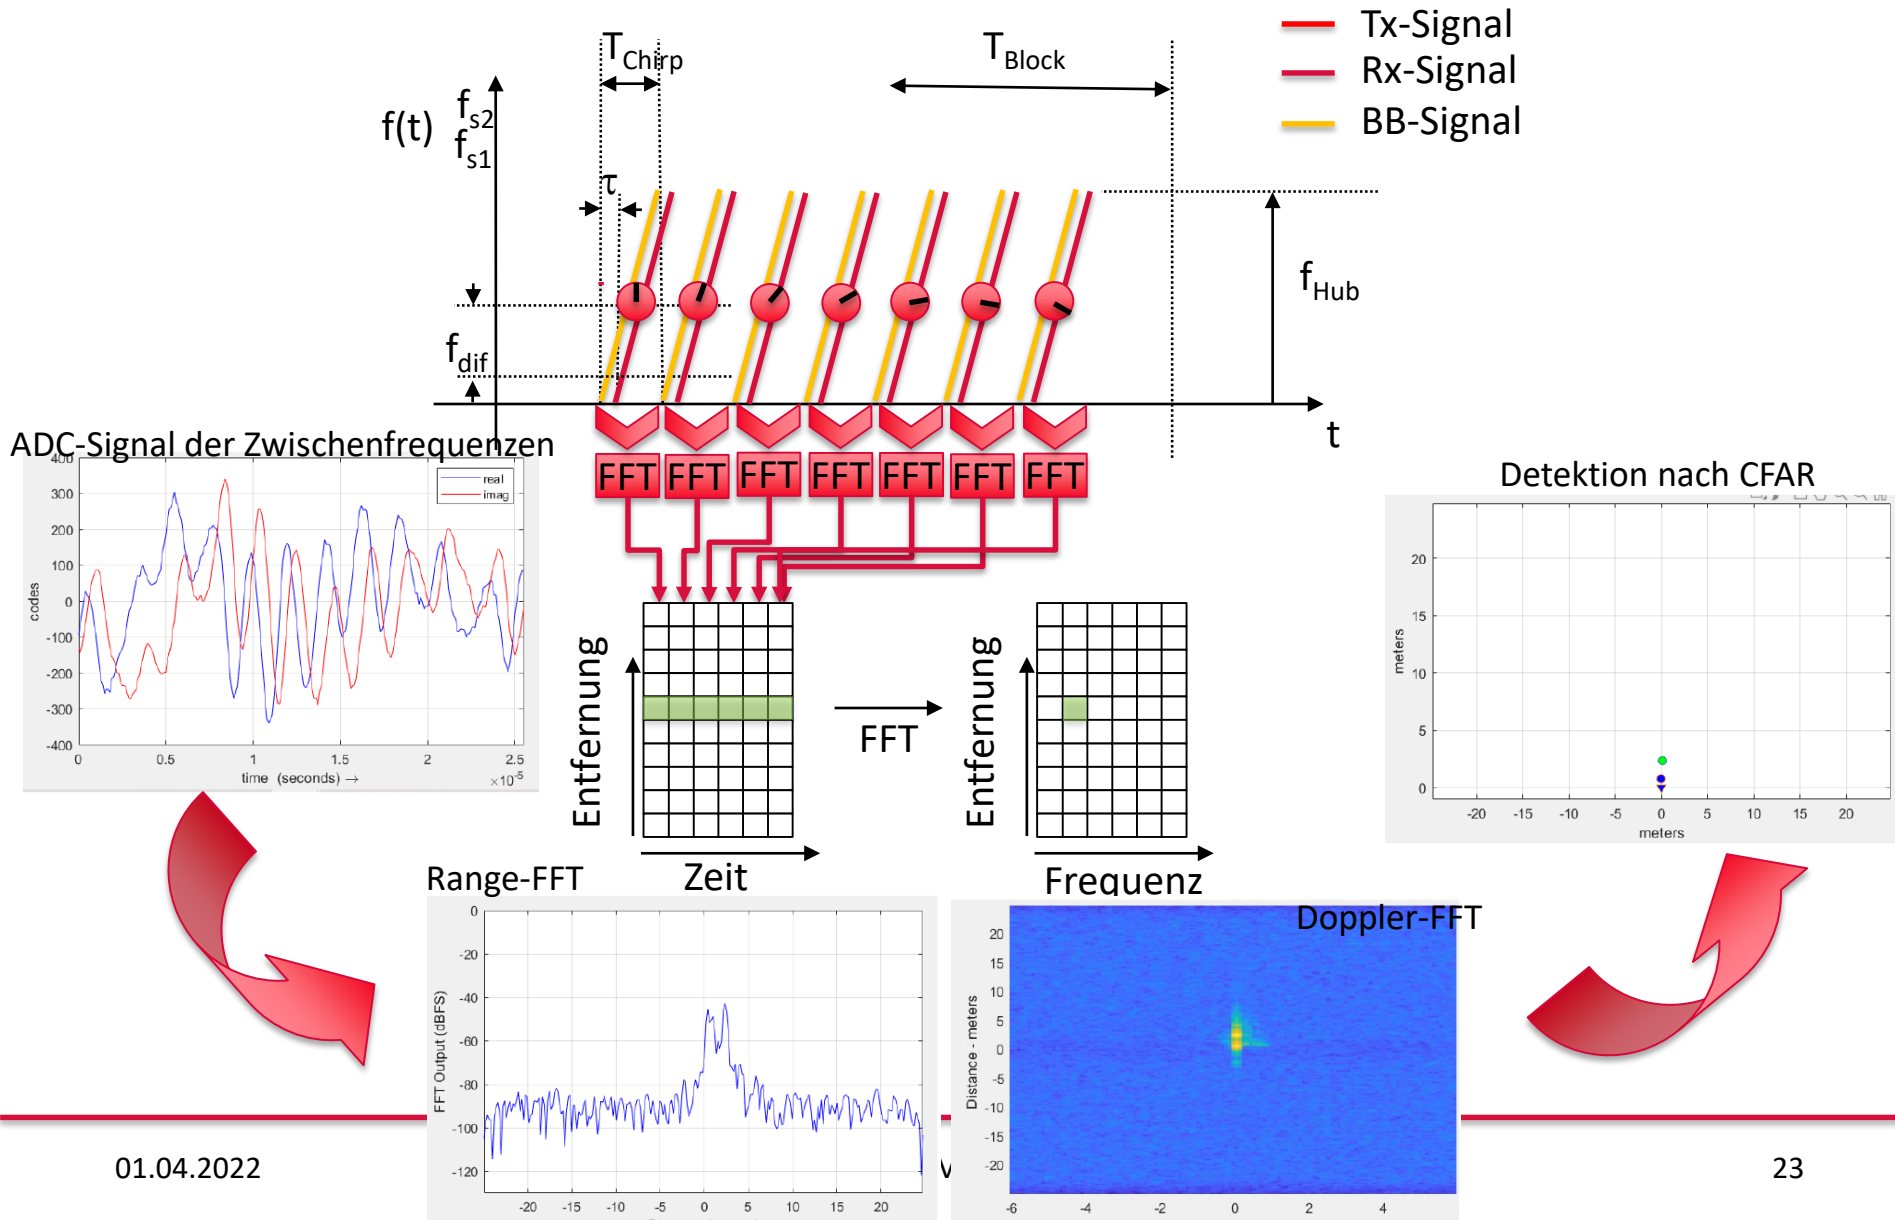 Tx-Signal
Rx-Signal
BB-Signal
T_Chirp
T_Block
f(t)
f_s2
f_s1
τ
f_dif
f_Hub
t
FFT FFT FFT FFT FFT FFT FFT
ADC-Signal der Zwischenfrequenzen
400
300
200
100
0
-100
-200
-300
-400
codes
real
imag
0 0.5 1 1.5 2 2.5
time (seconds) →
×10^-5
Entfernung
Zeit
FFT
Entfernung
Frequenz
Detektion nach CFAR
20
15
10
5
0
meters
-20 -15 -10 -5 0 5 10 15 20
meters
Range-FFT
0
-20
-40
-60
-80
-100
-120
FFT Output (dBFS)
-20 -15 -10 -5 0 5 10 15 20
Doppler-FFT
20
15
10
5
0
-5
-10
-15
-20
Distance - meters
-6 -4 -2 0 2 4
01.04.2022
23